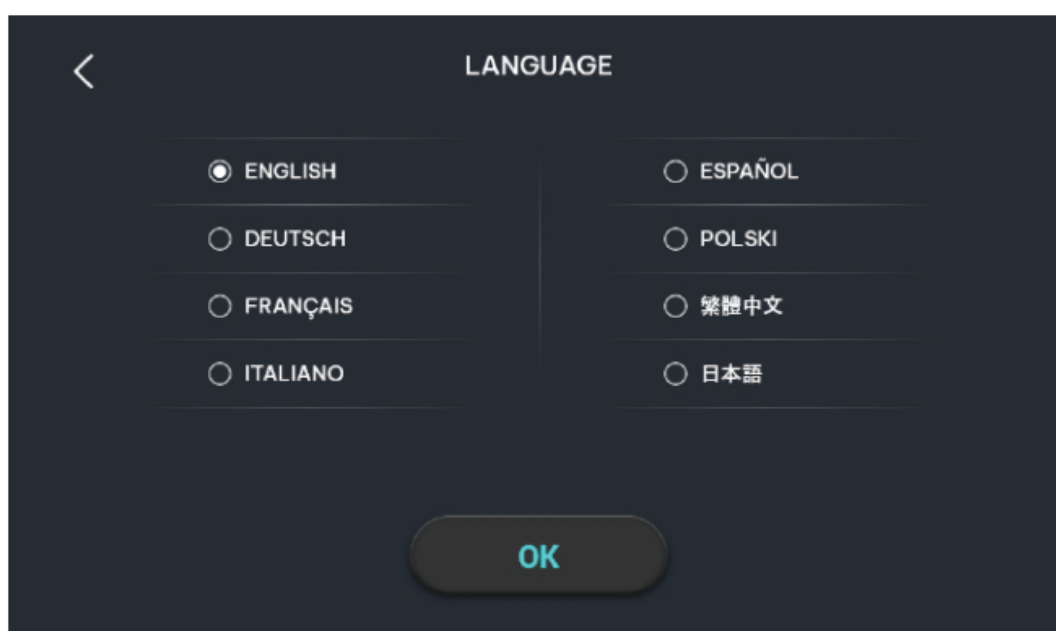 LANGUAGE
ENGLISH
DEUTSCH
FRANÇAIS
ITALIANO
ESPAÑOL
POLSKI
繁體中文
日本語
OK